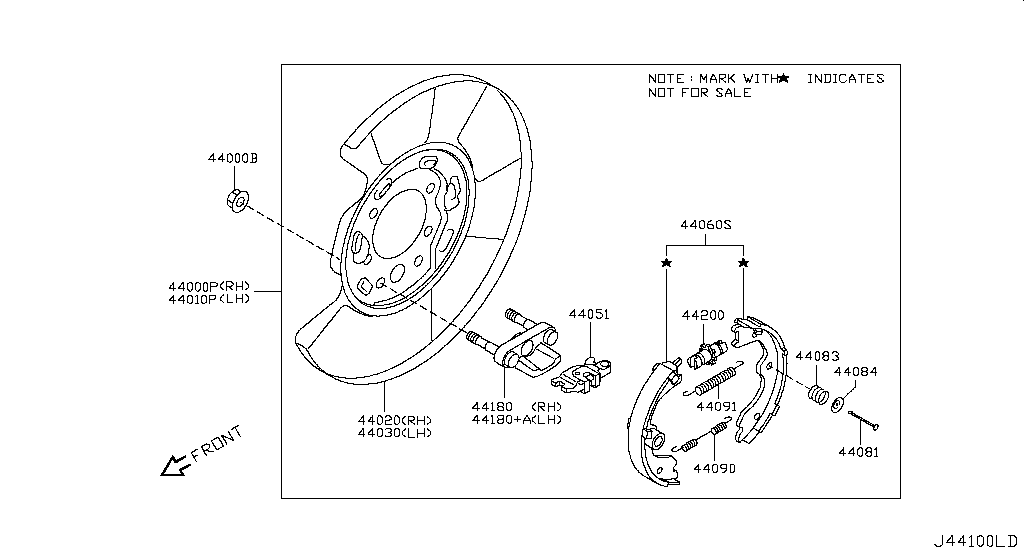 NOTE : MARK WITH★ INDICATES
NOT FOR SALE
44000B
44060S
44000P(RH)
44010P(LH)
44051
44200
44083
44084
44180 (RH)
44180+A(LH)
44091
44020(RH)
44030(LH)
44081
44090
FRONT
J44100LD